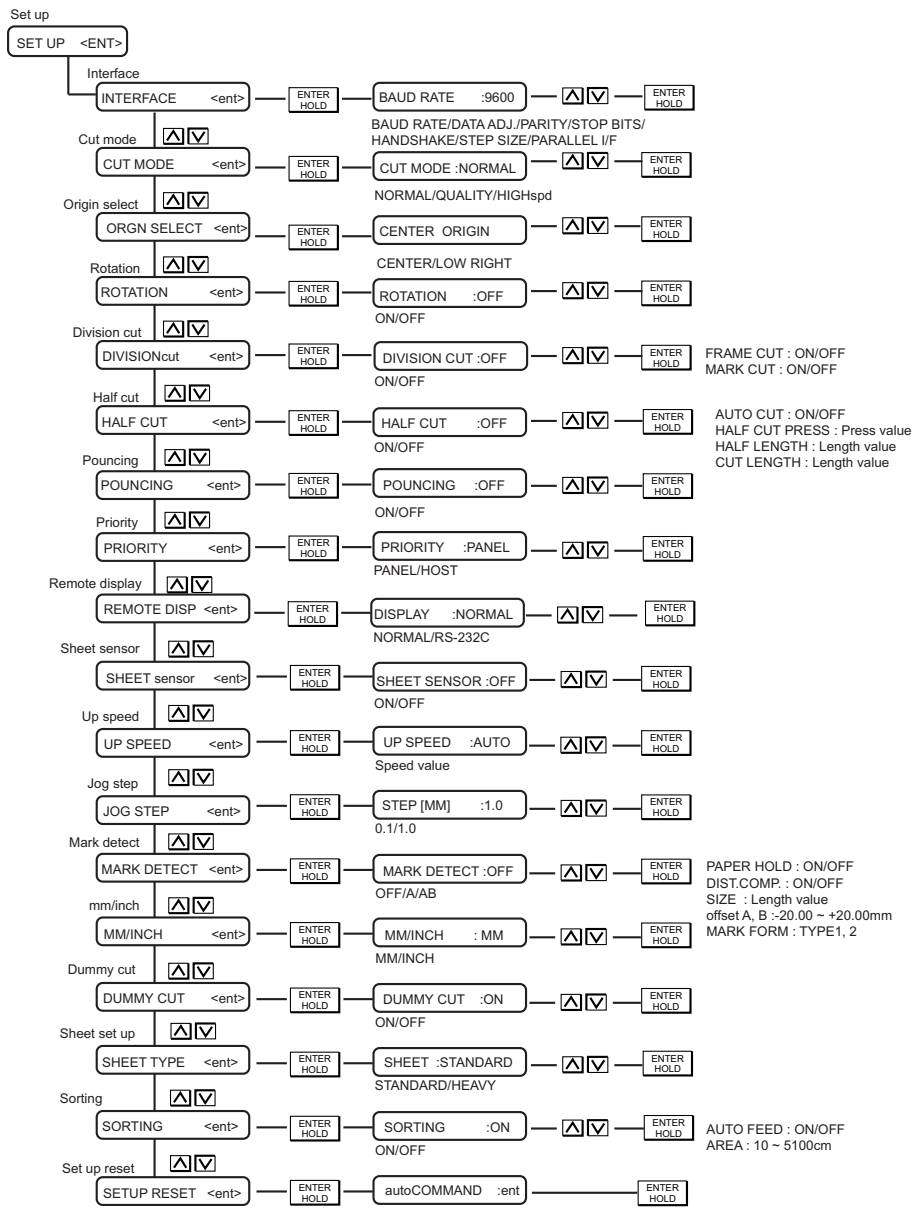 Set up
SET UP <ENT>
Interface
INTERFACE <ent> ENTER HOLD BAUD RATE :9600 ENTER HOLD
BAUD RATE/DATA ADJ./PARITY/STOP BITS/
HANDSHAKE/STEP SIZE/PARALLEL I/F
Cut mode
CUT MODE <ent> ENTER HOLD CUT MODE :NORMAL ENTER HOLD
NORMAL/QUALITY/HIGHspd
Origin select
ORGN SELECT <ent> ENTER HOLD CENTER ORIGIN ENTER HOLD
CENTER/LOW RIGHT
Rotation
ROTATION <ent> ENTER HOLD ROTATION :OFF ENTER HOLD
ON/OFF
Division cut
DIVISIONcut <ent> ENTER HOLD DIVISION CUT :OFF ENTER HOLD
FRAME CUT : ON/OFF
MARK CUT : ON/OFF
ON/OFF
Half cut
HALF CUT <ent> ENTER HOLD HALF CUT :OFF ENTER HOLD
AUTO CUT : ON/OFF
HALF CUT PRESS : Press value
HALF LENGTH : Length value
CUT LENGTH : Length value
ON/OFF
Pouncing
POUNCING <ent> ENTER HOLD POUNCING :OFF ENTER HOLD
ON/OFF
Priority
PRIORITY <ent> ENTER HOLD PRIORITY :PANEL ENTER HOLD
PANEL/HOST
Remote display
REMOTE DISP <ent> ENTER HOLD DISPLAY :NORMAL ENTER HOLD
NORMAL/RS-232C
Sheet sensor
SHEET sensor <ent> ENTER HOLD SHEET SENSOR :OFF ENTER HOLD
ON/OFF
Up speed
UP SPEED <ent> ENTER HOLD UP SPEED :AUTO ENTER HOLD
Speed value
Jog step
JOG STEP <ent> ENTER HOLD STEP [MM] :1.0 ENTER HOLD
0.1/1.0
Mark detect
MARK DETECT <ent> ENTER HOLD MARK DETECT :OFF ENTER HOLD
OFF/A/AB
PAPER HOLD : ON/OFF
DIST.COMP. : ON/OFF
SIZE : Length value
offset A, B :-20.00 ~ +20.00mm
MARK FORM : TYPE1, 2
mm/inch
MM/INCH <ent> ENTER HOLD MM/INCH : MM ENTER HOLD
MM/INCH
Dummy cut
DUMMY CUT <ent> ENTER HOLD DUMMY CUT :ON ENTER HOLD
ON/OFF
Sheet set up
SHEET TYPE <ent> ENTER HOLD SHEET :STANDARD ENTER HOLD
STANDARD/HEAVY
Sorting
SORTING <ent> ENTER HOLD SORTING :ON ENTER HOLD
AUTO FEED : ON/OFF
AREA : 10 ~ 5100cm
ON/OFF
Set up reset
SETUP RESET <ent> ENTER HOLD autoCOMMAND :ent ENTER HOLD